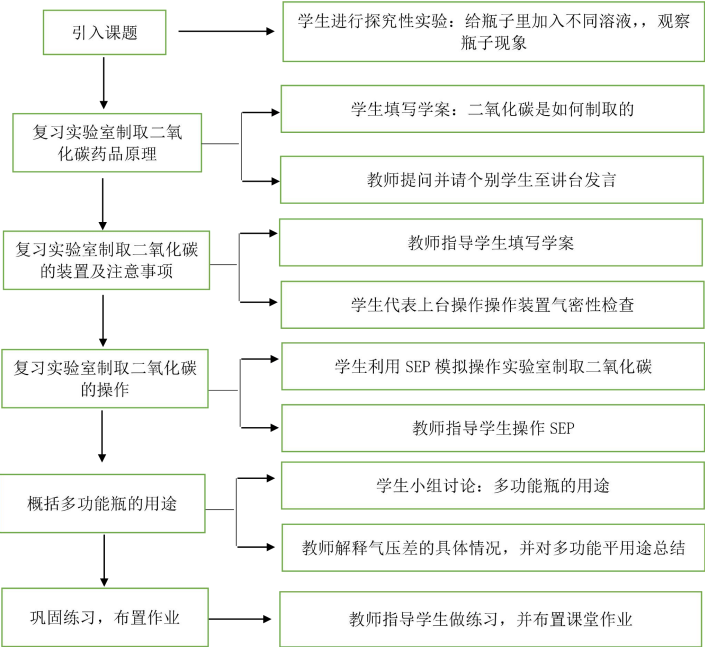 引入课题
学生进行探究性实验：给瓶子里加入不同溶液，，观察
瓶子现象
复习实验室制取二氧
化碳药品原理
学生填写学案：二氧化碳是如何制取的
教师提问并请个别学生至讲台发言
复习实验室制取二氧化碳
的装置及注意事项
教师指导学生填写学案
学生代表上台操作操作装置气密性检查
复习实验室制取二氧化碳
的操作
学生利用 SEP 模拟操作实验室制取二氧化碳
教师指导学生操作 SEP
概括多功能瓶的用途
学生小组讨论：多功能瓶的用途
教师解释气压差的具体情况，并对多功能平用途总结
巩固练习，布置作业
教师指导学生做练习，并布置课堂作业